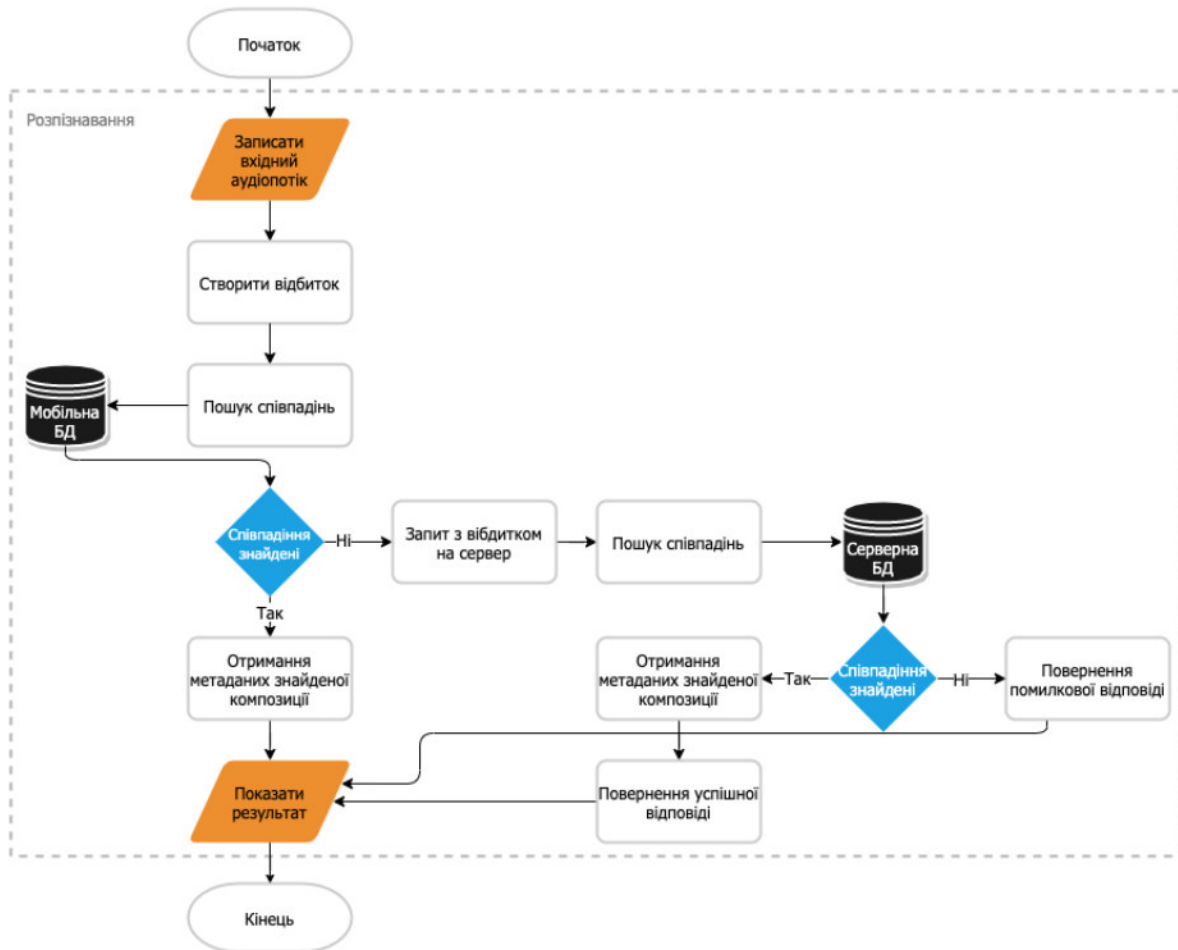 Початок
Розпізнавання
Записати
вхідний
аудіопотік
Створити відбиток
Мобільна
БД
Пошук співпадінь
Співпадіння
знайдені
Ні
Запит з вібдитком
на сервер
Пошук співпадінь
Серверна
БД
Так
Отримання
метаданих знайденої
композиції
Отримання
метаданих знайденої
композиції
Так
Співпадіння
знайдені
Ні
Повернення
помилкової відповіді
Показати
результат
Повернення успішної
відповіді
Кінець